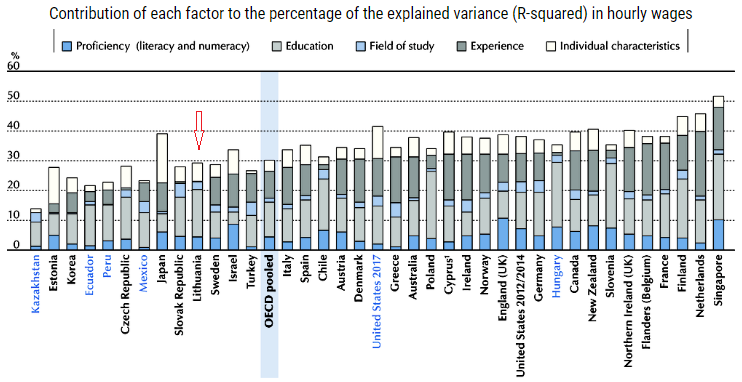 Contribution of each factor to the percentage of the explained variance (R-squared) in hourly wages
Proficiency (literacy and numeracy) Education Field of study Experience Individual characteristics
%
60
50
40
30
20
10
0
Kazakhstan
Estonia
Korea
Ecuador
Peru
Czech Republic
Mexico
Japan
Slovak Republic
Lithuania
Sweden
Israel
Turkey
OECD pooled
Italy
Spain
Chile
Austria
Denmark
United States 2017
Greece
Australia
Poland
Cyprus¹
Ireland
Norway
England (UK)
United States 2012/2014
Germany
Hungary
Canada
New Zealand
Slovenia
Northern Ireland (UK)
Flanders (Belgium)
France
Finland
Netherlands
Singapore